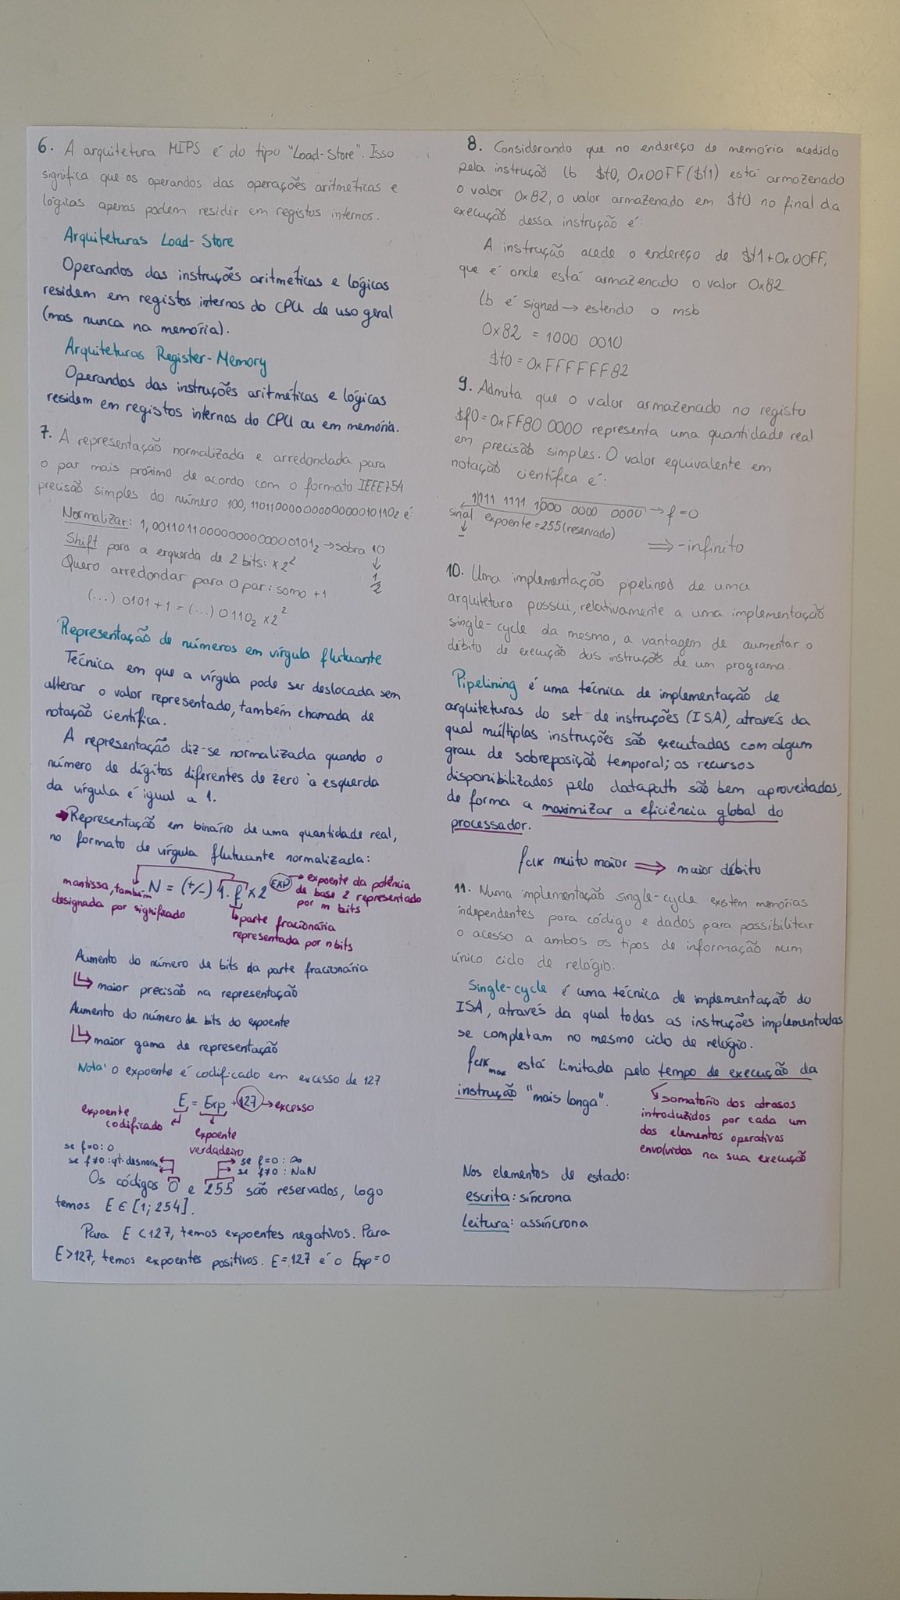 6. A arquitetura MIPS é do tipo "Load-Store". Isso
significa que os operandos das operações aritméticas e
lógicas apenas podem residir em registos internos.
Arquiteturas Load-Store
Operandos das instruções aritméticas e lógicas
residem em registos internos do CPU de uso geral
(mas nunca na memória).
Arquiteturas Register-Memory
Operandos das instruções aritméticas e lógicas
residem em registos internos do CPU ou em memória.
7. A representação normalizada e arredondada para
o par mais próximo de acordo com o formato IEEE754
precisão simples do número
Normalizar:
→ sobra 10
Shift para a esquerda de 2 bits: x2²
1/2
Quero arredondar para o par: somo +1
(...) 0101 + 1 = (...) 0110₂ x2²
Representação de números em vírgula flutuante
Técnica em que a vírgula pode ser deslocada sem
alterar o valor representado, também chamada de
notação científica.
A representação diz-se normalizada quando o
número de dígitos diferentes de zero à esquerda
da vírgula é igual a 1.
→ Representação em binário de uma quantidade real,
no formato de vírgula flutuante normalizada:
mantissa, também
designada por significado
N = (+/-) 1.f x 2^Exp
→ expoente da potência
de base 2 representado
por m bits
parte fracionária
representada por n bits
Aumento do número de bits da parte fracionária
↳ maior precisão na representação
Aumento do número de bits do expoente
↳ maior gama de representação
Nota: o expoente é codificado em excesso de 127
E = Exp + 127 → excesso
expoente
codificado
expoente
verdadeiro
se f=0: 0
se f≠0: qt. desnorm.
se f=0: ∞
se f≠0: NaN
Os códigos 0 e 255 são reservados, logo
temos E ∈ [1; 254].
Para E < 127, temos expoentes negativos. Para
E > 127, temos expoentes positivos. E = 127 é o Exp = 0
8. Considerando que no endereço de memória acedido
pela instrução lb $t0, 0x00FF($t1) está armazenado
o valor 0x82, o valor armazenado em $t0 no final da
execução dessa instrução é:
A instrução acede o endereço de $t1+0x00FF,
que é onde está armazenado o valor 0x82
lb é signed → estendo o msb
0x82 = 1000 0010
$t0 = 0xFFFFFF82
9. Admita que o valor armazenado no registo
$f0 = 0xFF80 0000 representa uma quantidade real
em precisão simples. O valor equivalente em
notação científica é:
1111 1111 1000 0000 0000 → f = 0
sinal expoente = 255 (reservado)
-
⇒ -infinito
10. Uma implementação pipelined de uma
arquitetura possui, relativamente a uma implementação
single-cycle da mesma, a vantagem de aumentar o
débito de execução das instruções de um programa.
Pipelining é uma técnica de implementação de
arquiteturas do set de instruções (ISA), através da
qual múltiplas instruções são executadas com algum
grau de sobreposição temporal; os recursos
disponibilizados pelo datapath são bem aproveitados,
de forma a maximizar a eficiência global do
processador.
fCLK muito maior ⇒ maior débito
11. Numa implementação single-cycle existem memórias
independentes para código e dados para possibilitar
o acesso a ambos os tipos de informação num
único ciclo de relógio.
Single-cycle é uma técnica de implementação do
ISA, através da qual todas as instruções implementadas
se completam no mesmo ciclo de relógio.
fCLKmax está limitada pelo tempo de execução da
instrução "mais longa".
somatório dos atrasos
introduzidos por cada um
dos elementos operativos
envolvidos na sua execução
Nos elementos de estado:
escrita: síncrona
leitura: assíncrona